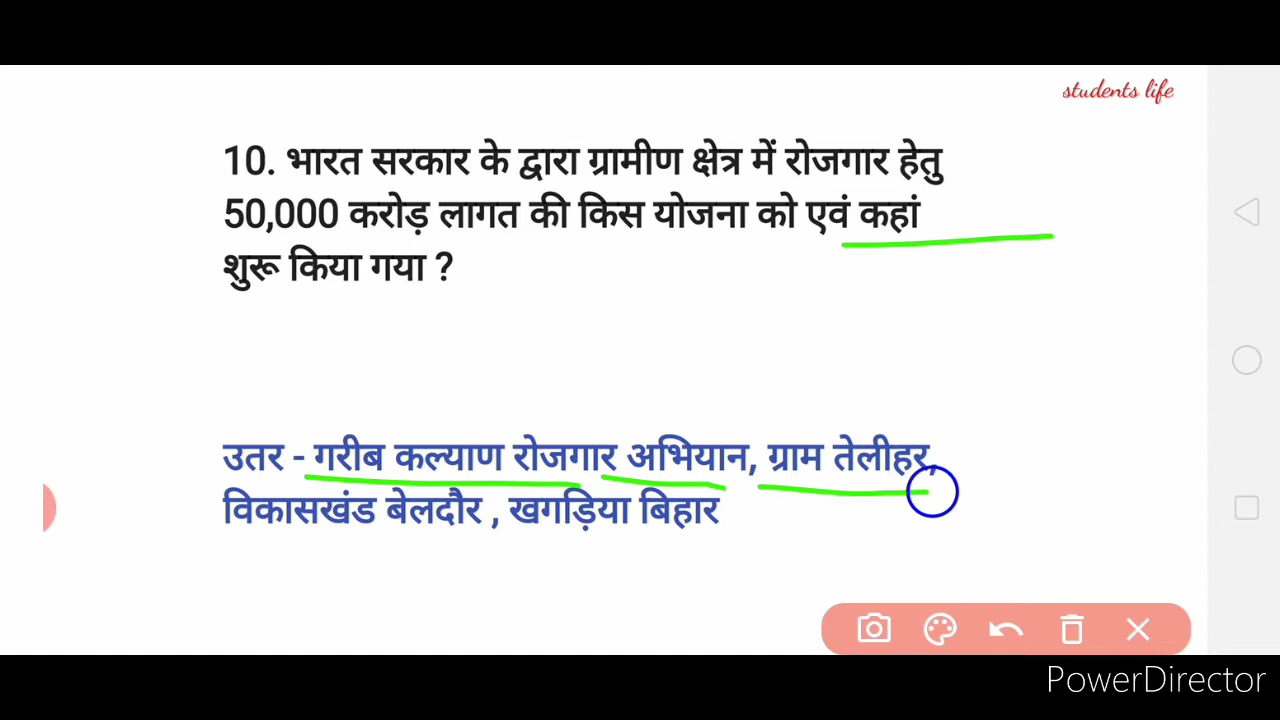 students life
10. भारत सरकार के द्वारा ग्रामीण क्षेत्र में रोजगार हेतु
50,000 करोड़ लागत की किस योजना को एवं कहां
शुरू किया गया ?
उतर - गरीब कल्याण रोजगार अभियान, ग्राम तेलीहर,
विकासखंड बेलदौर , खगड़िया बिहार
PowerDirector